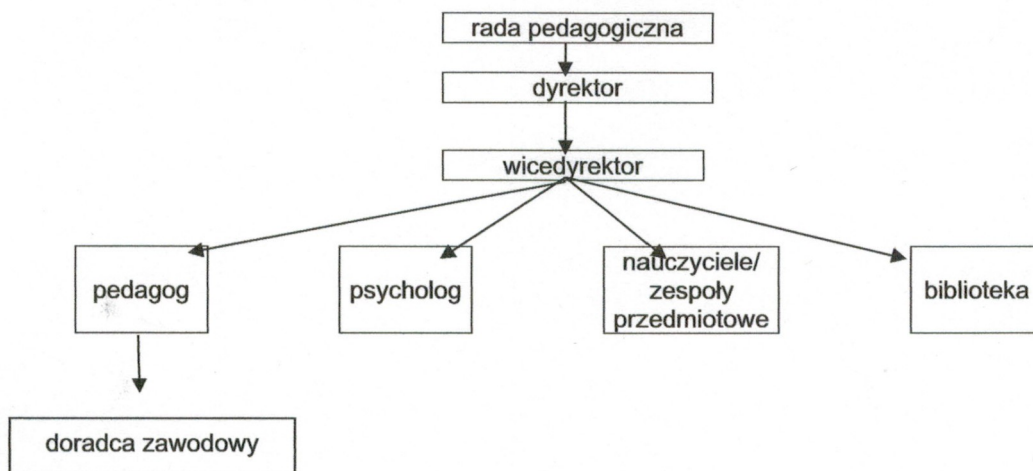 rada pedagogiczna
dyrektor
wicedyrektor
pedagog
psycholog
nauczyciele/
zespoły
przedmiotowe
biblioteka
doradca zawodowy